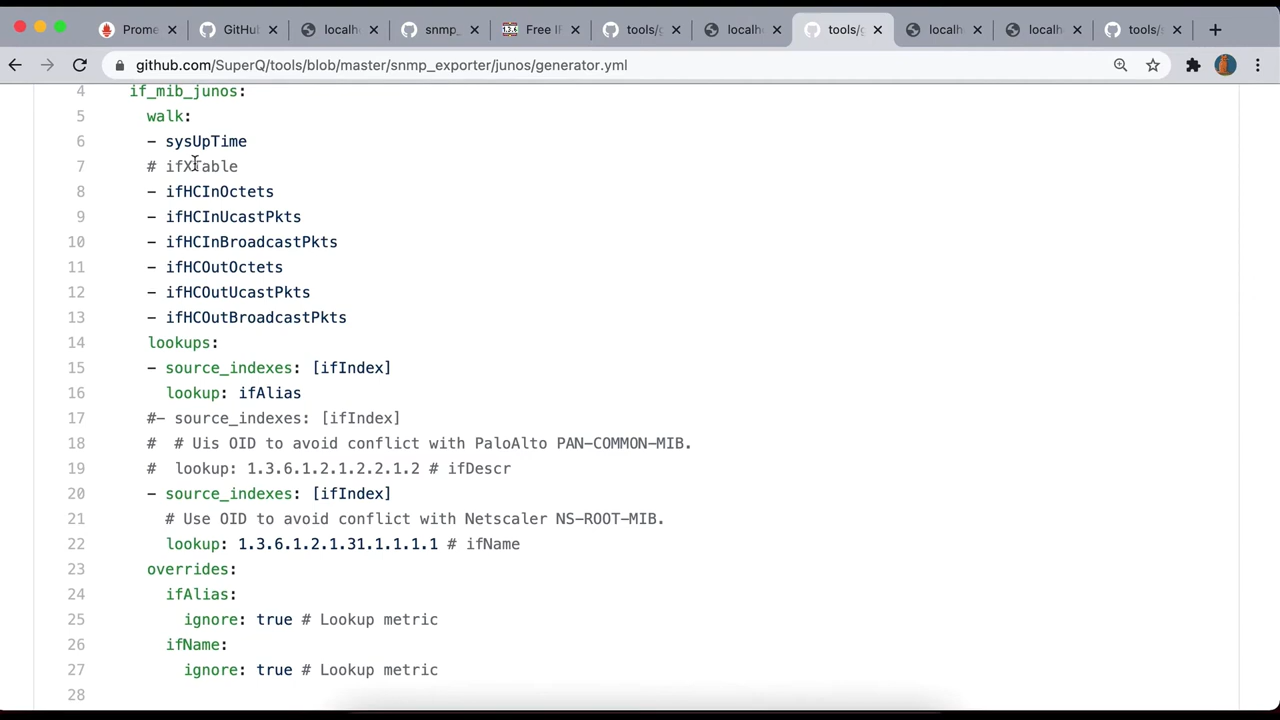 Prome
GitHu
localh
snmp_
Free IP
tools/g
localh
tools/g
localh
localh
tools/
github.com/SuperQ/tools/blob/master/snmp_exporter/junos/generator.yml
4 if_mib_junos:
5 walk:
6 - sysUpTime
7 # ifXTable
8 - ifHCInOctets
9 - ifHCInUcastPkts
10 - ifHCInBroadcastPkts
11 - ifHCOutOctets
12 - ifHCOutUcastPkts
13 - ifHCOutBroadcastPkts
14 lookups:
15 - source_indexes: [ifIndex]
16 lookup: ifAlias
17 #- source_indexes: [ifIndex]
18 # # Uis OID to avoid conflict with PaloAlto PAN-COMMON-MIB.
19 # lookup: 1.3.6.1.2.1.2.2.1.2 # ifDescr
20 - source_indexes: [ifIndex]
21 # Use OID to avoid conflict with Netscaler NS-ROOT-MIB.
22 lookup: 1.3.6.1.2.1.31.1.1.1.1 # ifName
23 overrides:
24 ifAlias:
25 ignore: true # Lookup metric
26 ifName:
27 ignore: true # Lookup metric
28